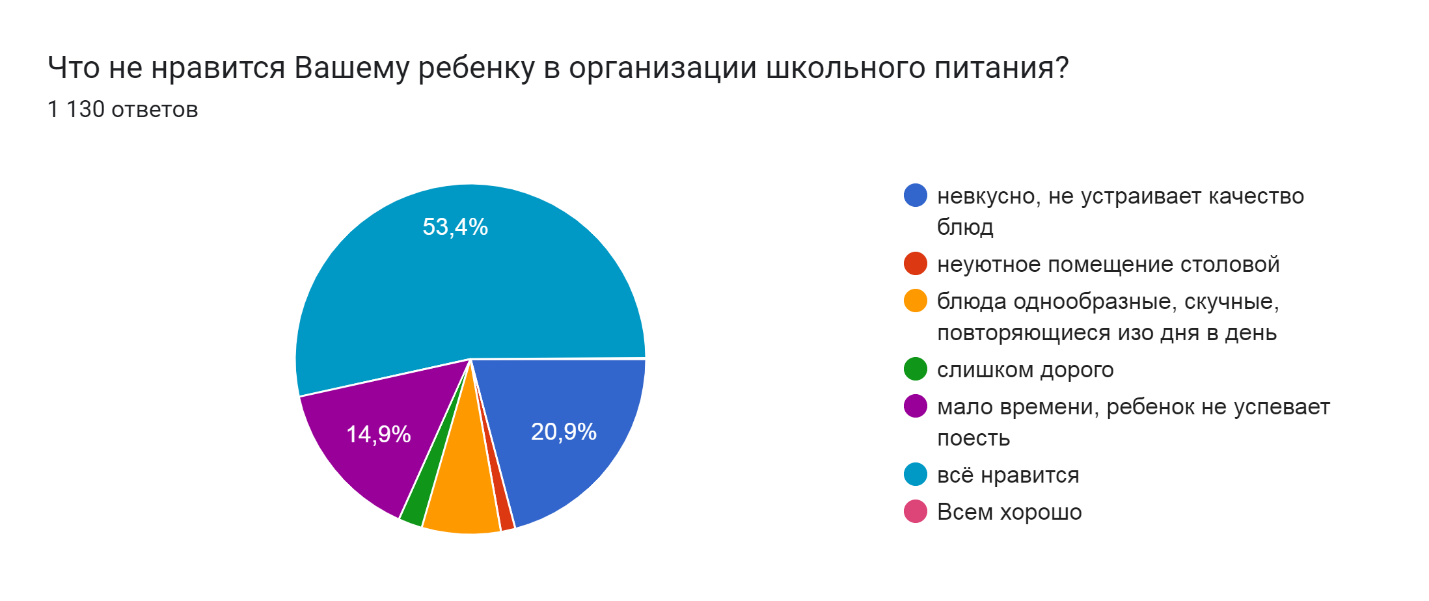 Что не нравится Вашему ребенку в организации школьного питания?
1 130 ответов
53,4%
14,9%
20,9%
невкусно, не устраивает качество
блюд
неуютное помещение столовой
блюда однообразные, скучные,
повторяющиеся изо дня в день
слишком дорого
мало времени, ребенок не успевает
поесть
всё нравится
Всем хорошо